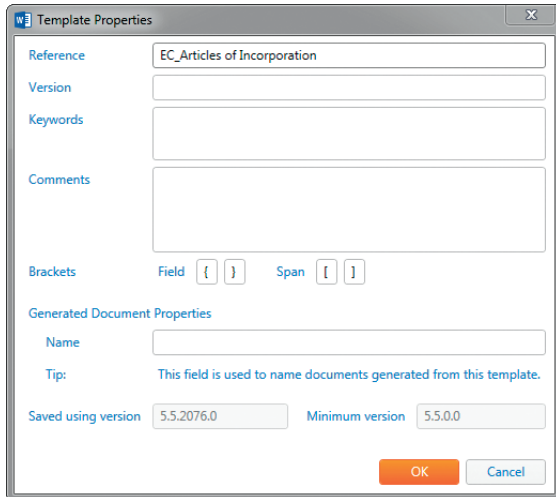 Template Properties
Reference EC_Articles of Incorporation
Version
Keywords
Comments
Brackets Field { } Span [ ]
Generated Document Properties
Name
Tip: This field is used to name documents generated from this template.
Saved using version 5.5.2076.0 Minimum version 5.5.0.0
OK Cancel